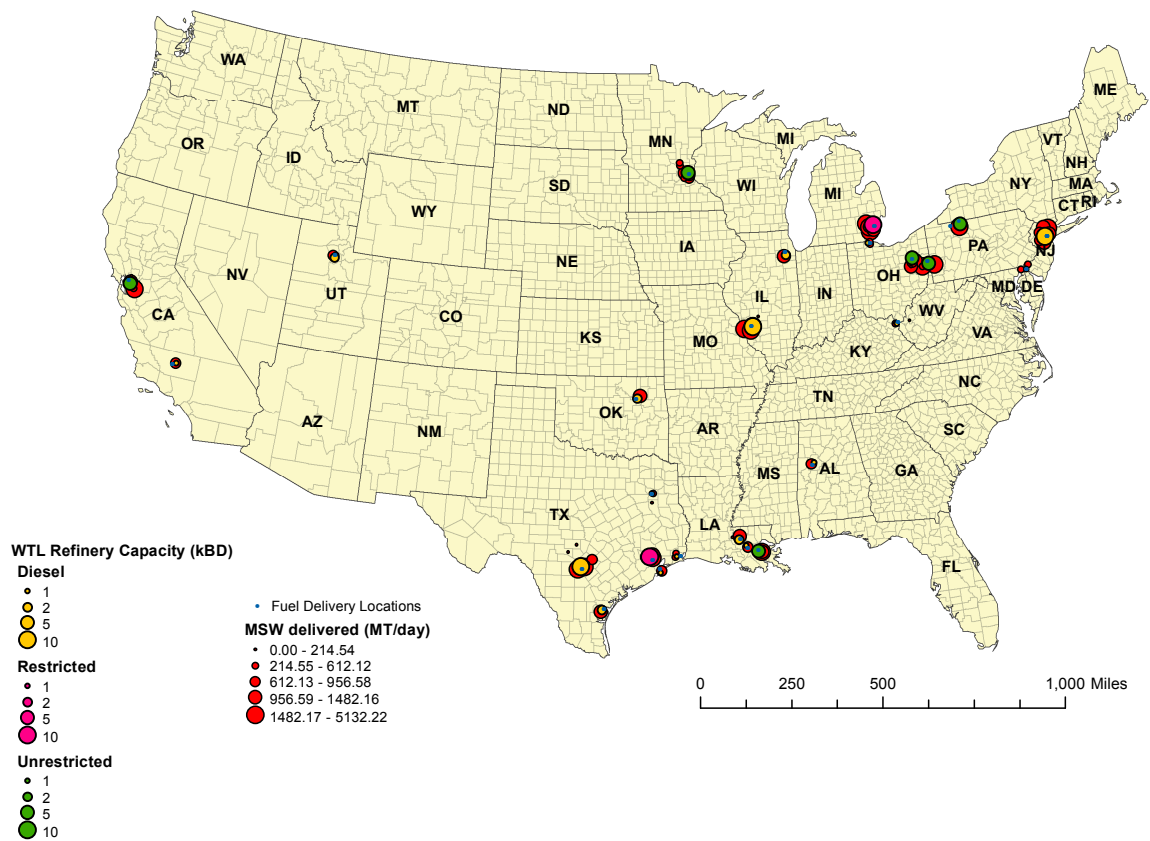 WA
MT
ND
MN
ME
OR
ID
SD
WI
MI
MI
VT
NH
NY
MA
CT
RI
WY
NV
UT
CO
NE
IA
IL
IN
OH
PA
NJ
MD
DE
WV
VA
CA
KS
MO
KY
AZ
NM
OK
AR
TN
NC
SC
MS
AL
GA
TX
LA
FL
WTL Refinery Capacity (kBD)
Diesel
1
2
5
10
Restricted
1
2
5
10
Unrestricted
1
2
5
10
Fuel Delivery Locations
MSW delivered (MT/day)
0.00 - 214.54
214.55 - 612.12
612.13 - 956.58
956.59 - 1482.16
1482.17 - 5132.22
0 250 500 1,000 Miles